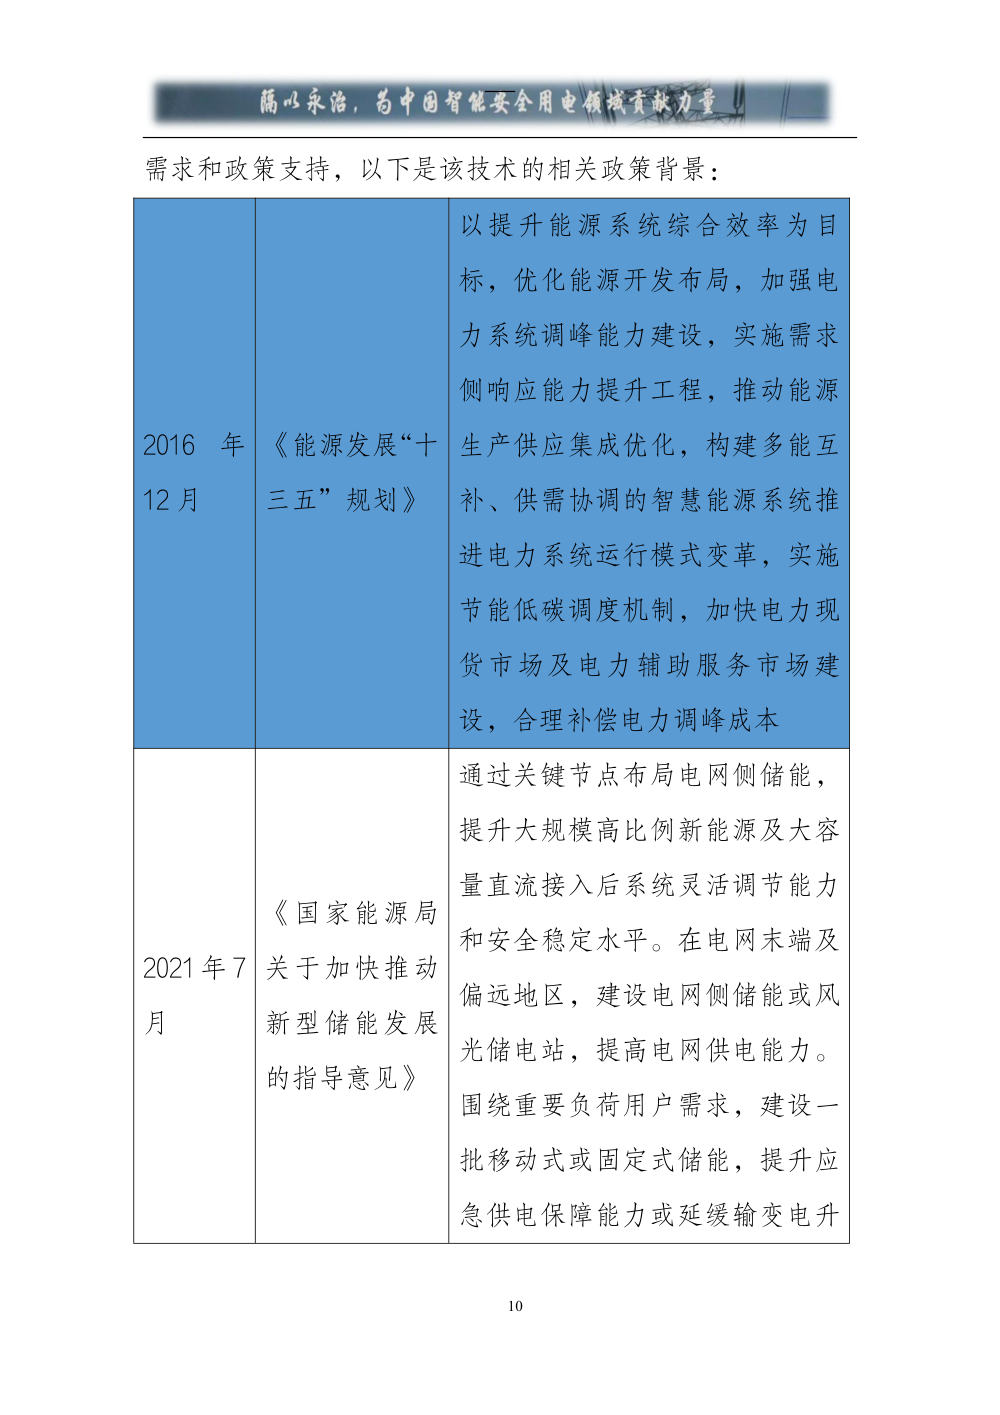 隔以永治，为中国智能安全用电领域贡献力量
需求和政策支持，以下是该技术的相关政策背景：
2016 年
12 月
《能源发展“十
三五”规划》
以提升能源系统综合效率为目
标，优化能源开发布局，加强电
力系统调峰能力建设，实施需求
侧响应能力提升工程，推动能源
生产供应集成优化，构建多能互
补、供需协调的智慧能源系统推
进电力系统运行模式变革，实施
节能低碳调度机制，加快电力现
货市场及电力辅助服务市场建
设，合理补偿电力调峰成本
2021 年 7
月
《国家能源局
关于加快推动
新型储能发展
的指导意见》
通过关键节点布局电网侧储能，
提升大规模高比例新能源及大容
量直流接入后系统灵活调节能力
和安全稳定水平。在电网末端及
偏远地区，建设电网侧储能或风
光储电站，提高电网供电能力。
围绕重要负荷用户需求，建设一
批移动式或固定式储能，提升应
急供电保障能力或延缓输变电升
10